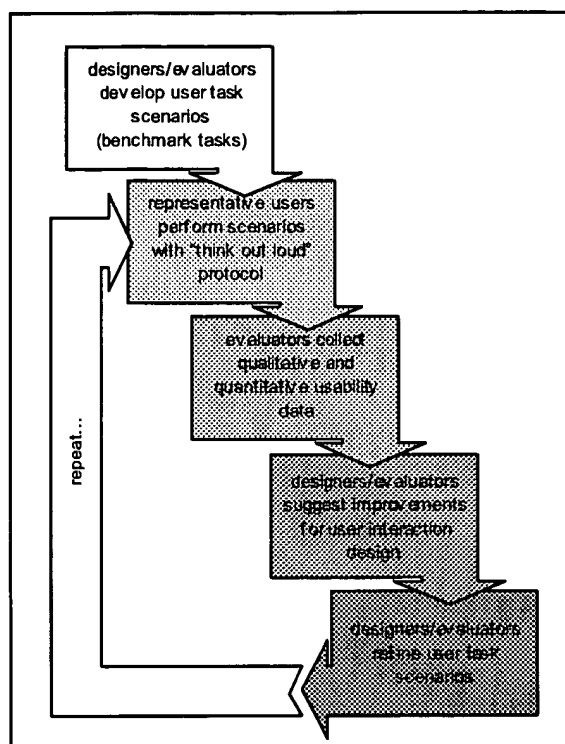 designers/evaluators
develop user task
scenarios
(benchmark tasks)
representative users
perform scenarios
with "think out loud"
protocol
evaluators collect
qualitative and
quantitative usability
data
designers/evaluators
suggest improvements
for user interaction
design
designers/evaluators
refine user task
scenarios
repeat...